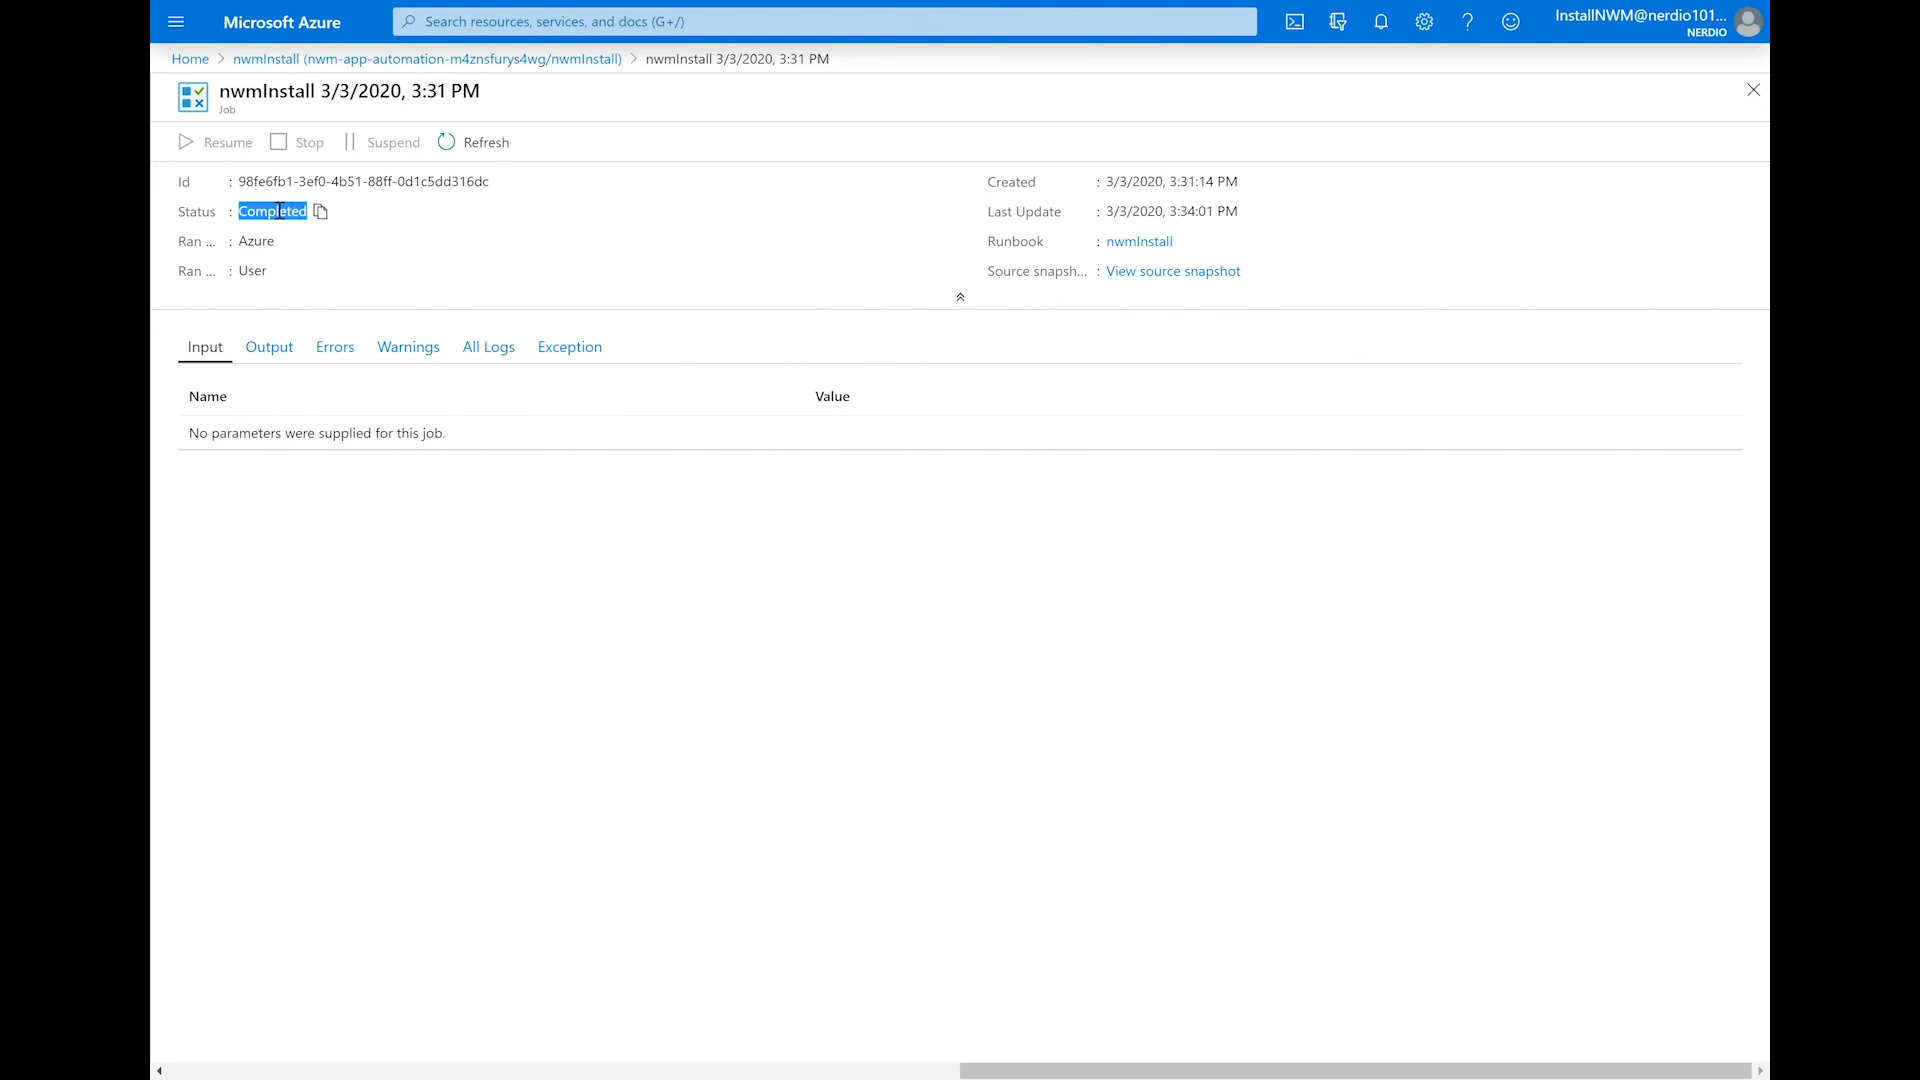 Microsoft Azure
Search resources, services, and docs (G+/)
InstallNWM@nerdio101...
NERDIO
Home > nwmInstall (nwm-app-automation-m4znsfurys4wg/nwmInstall) > nwmInstall 3/3/2020, 3:31 PM
nwmInstall 3/3/2020, 3:31 PM
Job
Resume Stop Suspend Refresh
Id : 98fe6fb1-3ef0-4b51-88ff-0d1c5dd316dc
Created : 3/3/2020, 3:31:14 PM
Status : Completed
Last Update : 3/3/2020, 3:34:01 PM
Ran ... : Azure
Runbook : nwmInstall
Ran ... : User
Source snapsh... : View source snapshot
Input Output Errors Warnings All Logs Exception
Name Value
No parameters were supplied for this job.